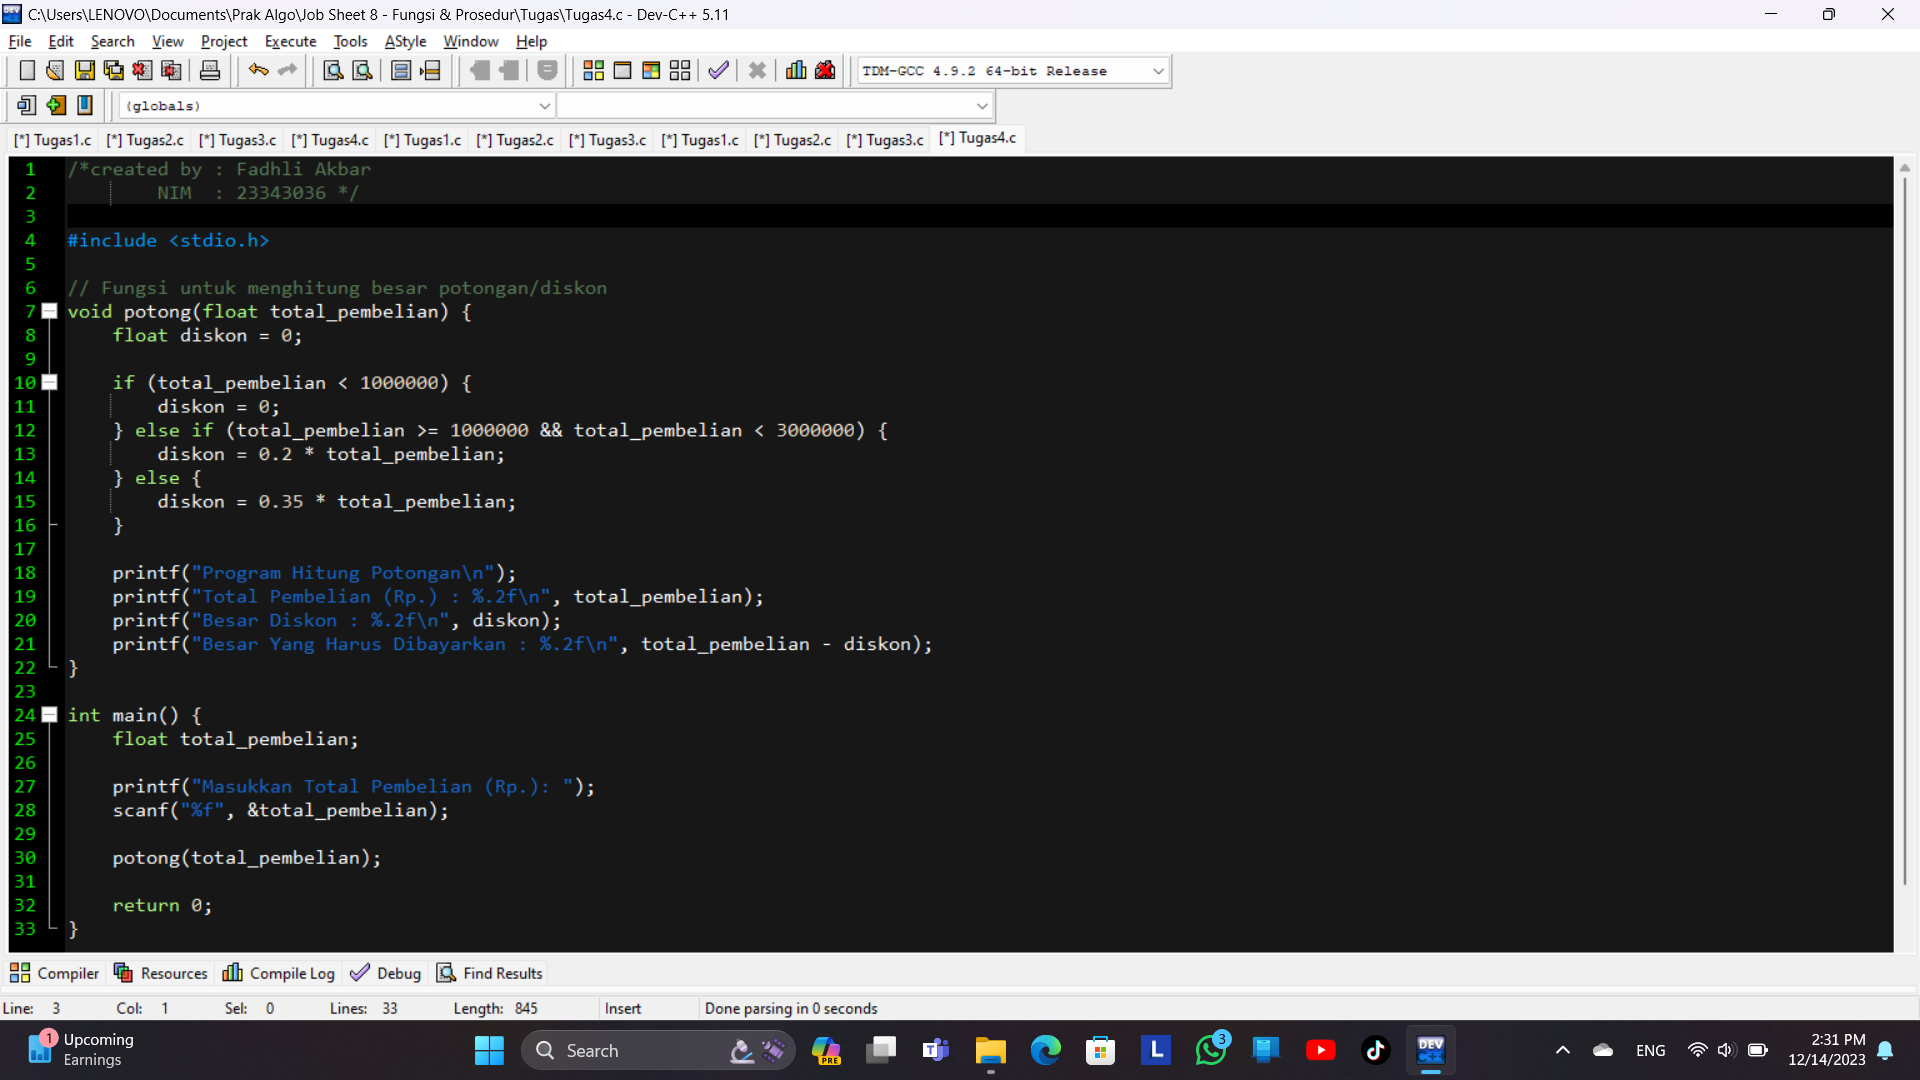 C:\Users\LENOVO\Documents\Prak Algo\Job Sheet 8 - Fungsi & Prosedur\Tugas\Tugas4.c - Dev-C++ 5.11
File Edit Search View Project Execute Tools AStyle Window Help
TDM-GCC 4.9.2 64-bit Release
(globals)
[*] Tugas1.c [*] Tugas2.c [*] Tugas3.c [*] Tugas4.c [*] Tugas1.c [*] Tugas2.c [*] Tugas3.c [*] Tugas1.c [*] Tugas2.c [*] Tugas3.c [*] Tugas4.c
1 /*created by : Fadhli Akbar
2         NIM  : 23343036 */
3
4 #include <stdio.h>
5
6 // Fungsi untuk menghitung besar potongan/diskon
7 void potong(float total_pembelian) {
8     float diskon = 0;
9
10     if (total_pembelian < 1000000) {
11         diskon = 0;
12     } else if (total_pembelian >= 1000000 && total_pembelian < 3000000) {
13         diskon = 0.2 * total_pembelian;
14     } else {
15         diskon = 0.35 * total_pembelian;
16     }
17
18     printf("Program Hitung Potongan\n");
19     printf("Total Pembelian (Rp.) : %.2f\n", total_pembelian);
20     printf("Besar Diskon : %.2f\n", diskon);
21     printf("Besar Yang Harus Dibayarkan : %.2f\n", total_pembelian - diskon);
22 }
23
24 int main() {
25     float total_pembelian;
26
27     printf("Masukkan Total Pembelian (Rp.): ");
28     scanf("%f", &total_pembelian);
29
30     potong(total_pembelian);
31
32     return 0;
33 }
Compiler Resources Compile Log Debug Find Results
Line: 3 Col: 1 Sel: 0 Lines: 33 Length: 845 Insert Done parsing in 0 seconds
1 Upcoming
Earnings
Search
PRE
L
3
DEV
C++
ENG
2:31 PM
12/14/2023